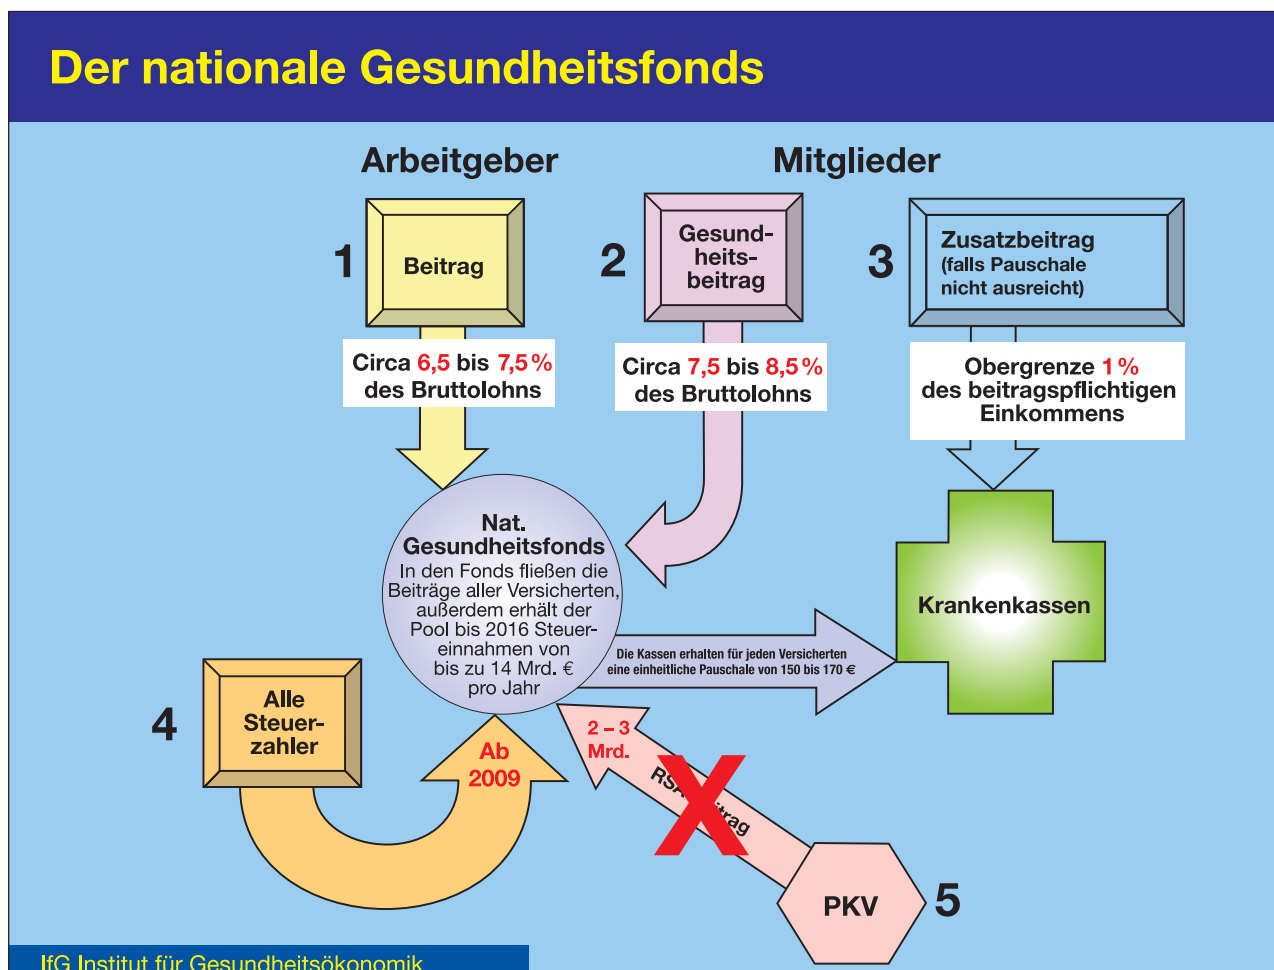 Der nationale Gesundheitsfonds
Arbeitgeber
Mitglieder
1
Beitrag
2
Gesund-
heits-
beitrag
3
Zusatzbeitrag
(falls Pauschale
nicht ausreicht)
Circa 6,5 bis 7,5 %
des Bruttolohns
Circa 7,5 bis 8,5 %
des Bruttolohns
Obergrenze 1 %
des beitragspflichtigen
Einkommens
Nat.
Gesundheitsfonds
In den Fonds fließen die
Beiträge aller Versicherten,
außerdem erhält der
Pool bis 2016 Steuer-
einnahmen von
bis zu 14 Mrd. €
pro Jahr
Die Kassen erhalten für jeden Versicherten
eine einheitliche Pauschale von 150 bis 170 €
Krankenkassen
4
Alle
Steuer-
zahler
Ab
2009
2 – 3
Mrd.
X
PKV
5
IfG Institut für Gesundheitsökonomik